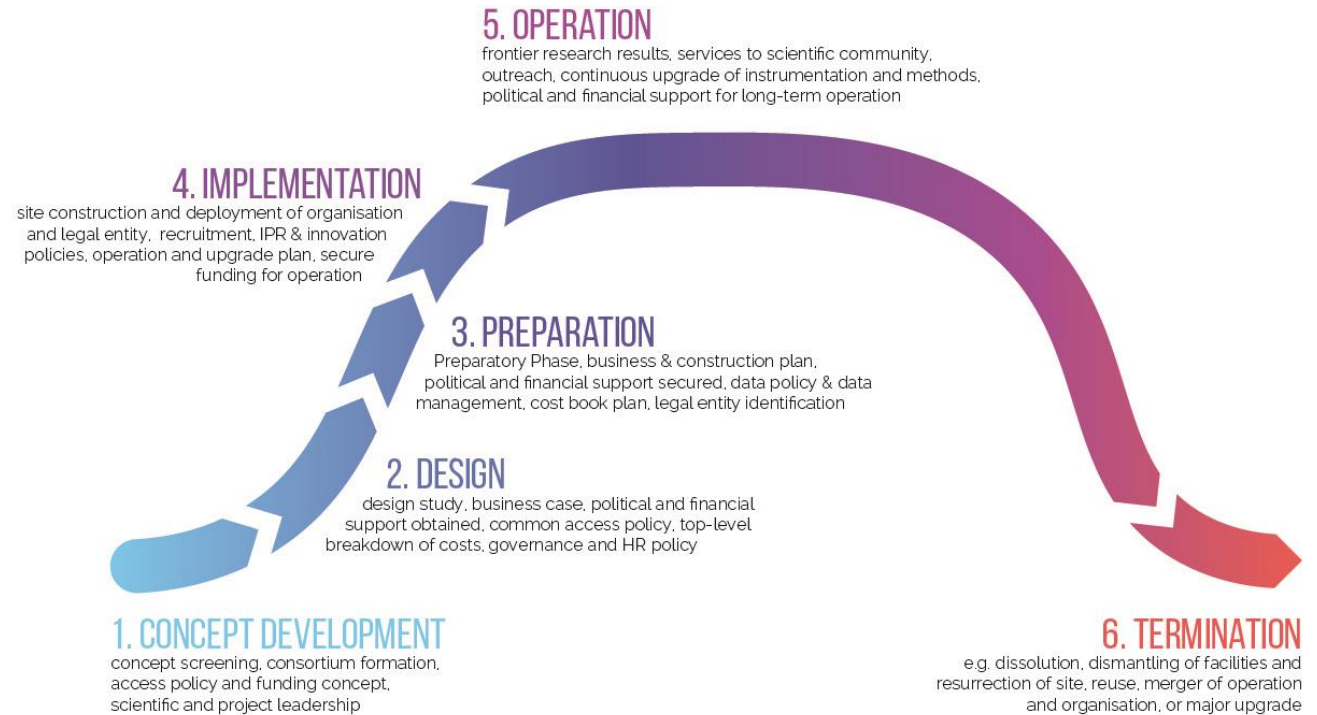 5. OPERATION
frontier research results, services to scientific community,
outreach, continuous upgrade of instrumentation and methods,
political and financial support for long-term operation
4. IMPLEMENTATION
site construction and deployment of organisation
and legal entity, recruitment, IPR & innovation
policies, operation and upgrade plan, secure
funding for operation
3. PREPARATION
Preparatory Phase, business & construction plan,
political and financial support secured, data policy & data
management, cost book plan, legal entity identification
2. DESIGN
design study, business case, political and financial
support obtained, common access policy, top-level
breakdown of costs, governance and HR policy
1. CONCEPT DEVELOPMENT
concept screening, consortium formation,
access policy and funding concept,
scientific and project leadership
6. TERMINATION
e.g. dissolution, dismantling of facilities and
resurrection of site, reuse, merger of operation
and organisation, or major upgrade